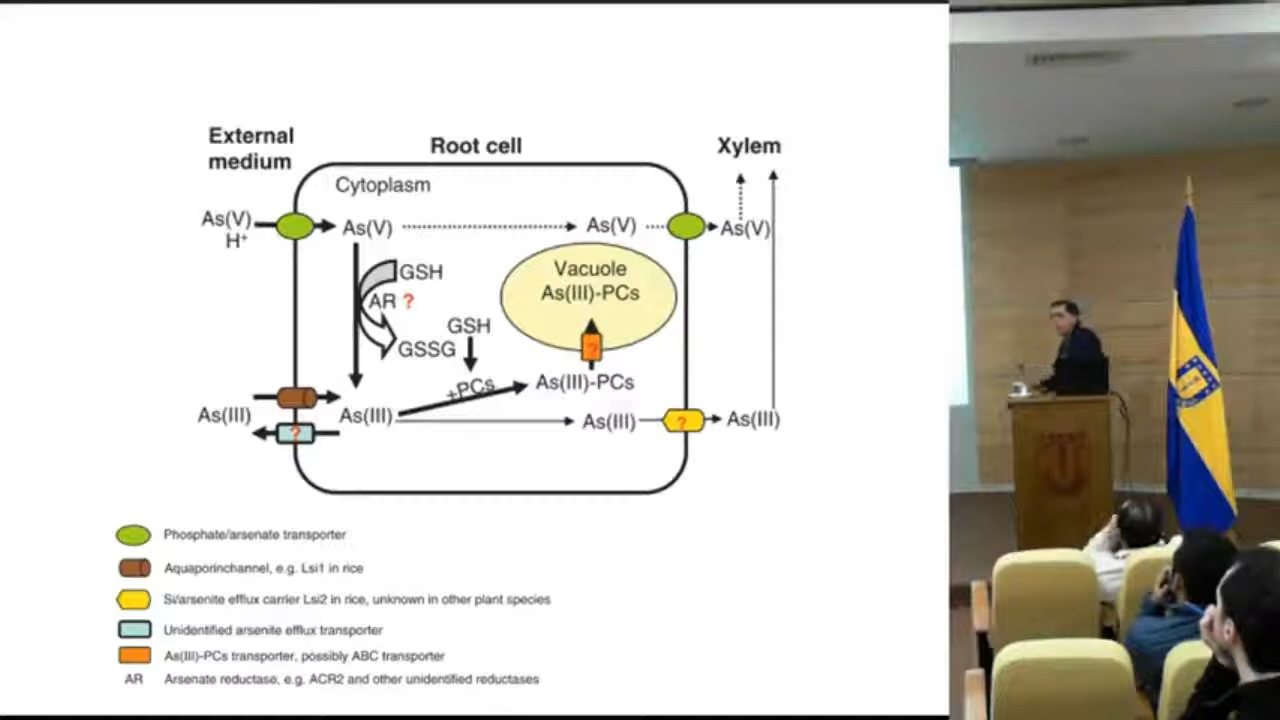 External
medium
Root cell
Xylem
Cytoplasm
As(V)
H⁺
As(V)
As(V)
As(V)
GSH
AR ?
GSSG
GSH
+PCs
Vacuole
As(III)-PCs
?
As(III)-PCs
As(III)
?
As(III)
As(III)
?
As(III)
Phosphate/arsenate transporter
Aquaporinchannel, e.g. Lsi1 in rice
Si/arsenite efflux carrier Lsi2 in rice, unknown in other plant species
Unidentified arsenite efflux transporter
As(III)-PCs transporter, possibly ABC transporter
AR Arsenate reductase, e.g. ACR2 and other unidentified reductases